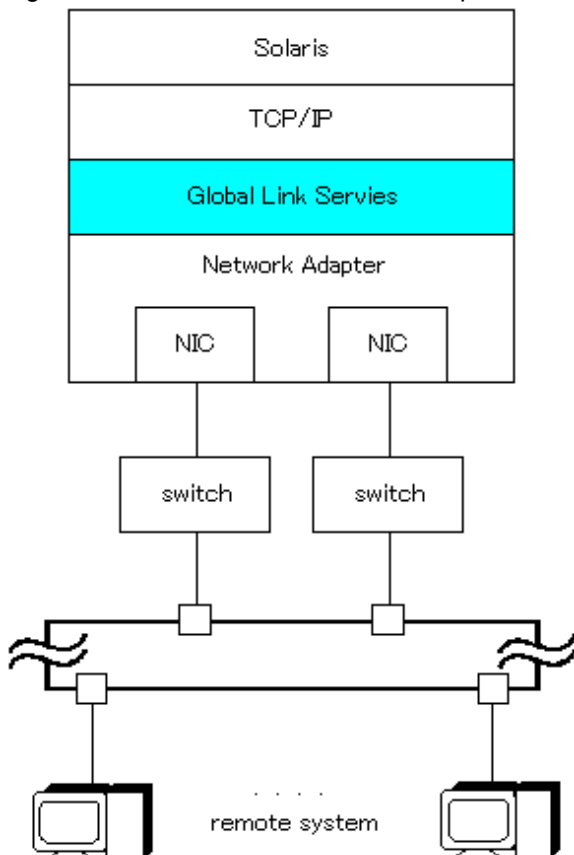 Solaris
TCP/IP
Global Link Servies
Network Adapter
NIC NIC
switch switch
. . . .
remote system